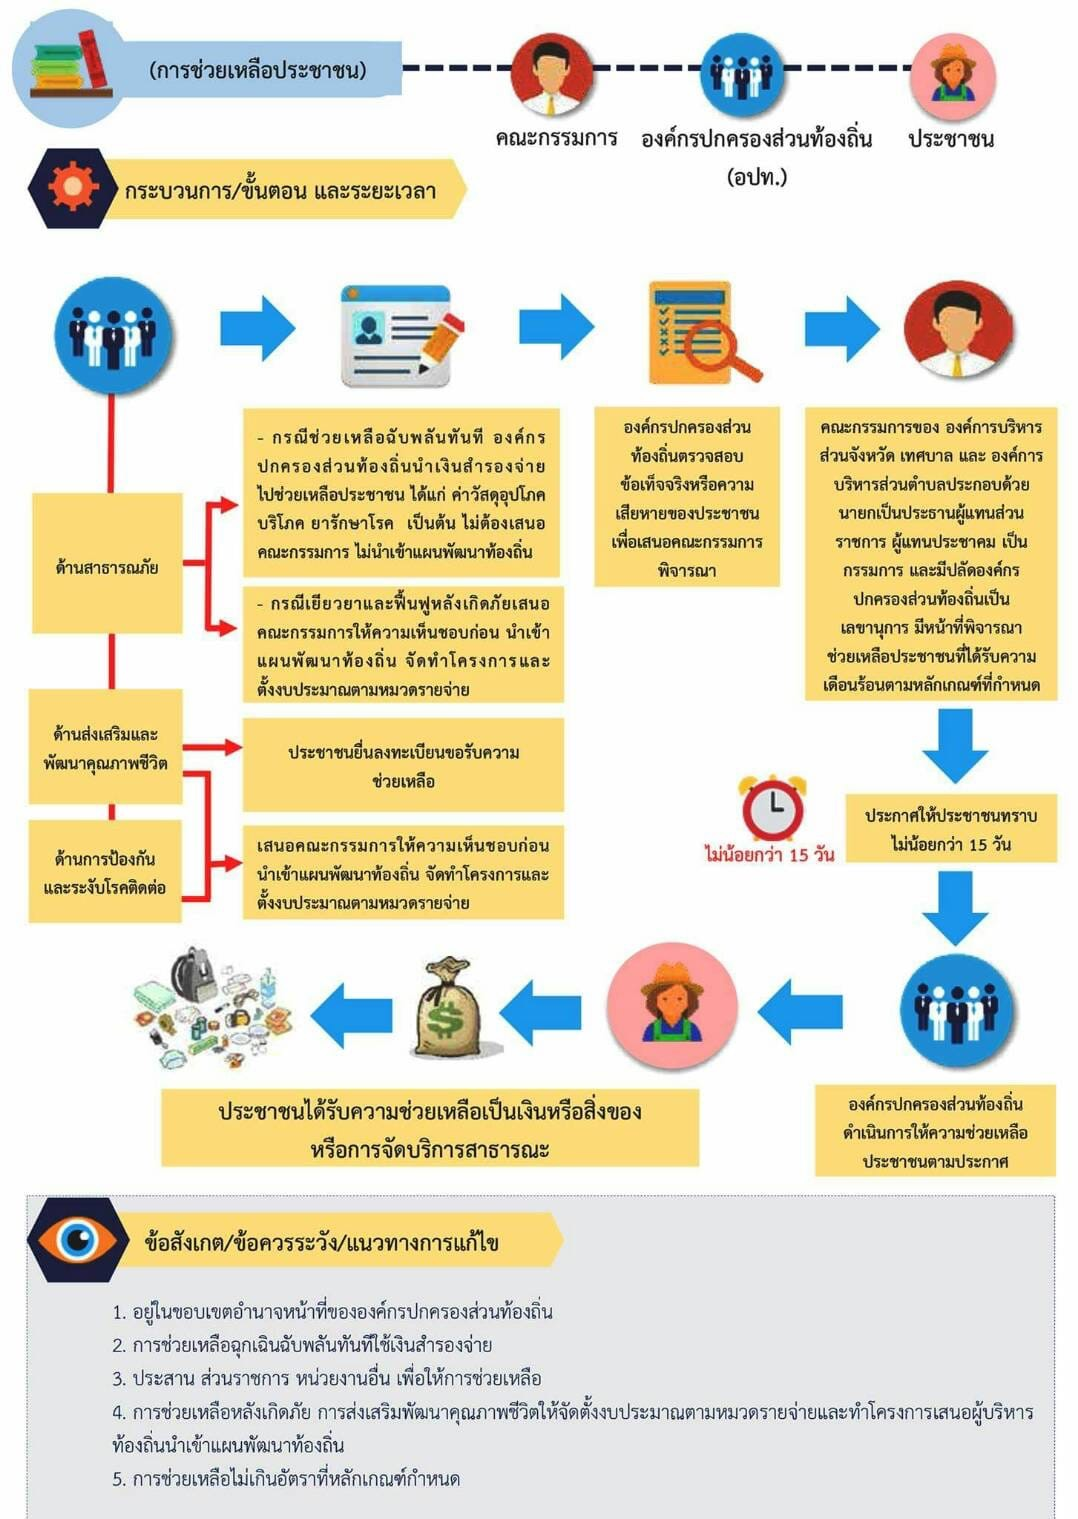 (การช่วยเหลือประชาชน)
คณะกรรมการ
องค์กรปกครองส่วนท้องถิ่น
(อปท.)
ประชาชน
กระบวนการ/ขั้นตอน และระยะเวลา
ด้านสาธารณภัย
- กรณีช่วยเหลือฉับพลันทันที องค์กร
ปกครองส่วนท้องถิ่นนำเงินสำรองจ่าย
ไปช่วยเหลือประชาชน ได้แก่ ค่าวัสดุอุปโภค
บริโภค ยารักษาโรค เป็นต้น ไม่ต้องเสนอ
คณะกรรมการ ไม่นำเข้าแผนพัฒนาท้องถิ่น
- กรณีเยียวยาและฟื้นฟูหลังเกิดภัยเสนอ
คณะกรรมการให้ความเห็นชอบก่อน นำเข้า
แผนพัฒนาท้องถิ่น จัดทำโครงการและ
ตั้งงบประมาณตามหมวดรายจ่าย
ด้านส่งเสริมและ
พัฒนาคุณภาพชีวิต
ประชาชนยื่นลงทะเบียนขอรับความ
ช่วยเหลือ
ด้านการป้องกัน
และระงับโรคติดต่อ
เสนอคณะกรรมการให้ความเห็นชอบก่อน
นำเข้าแผนพัฒนาท้องถิ่น จัดทำโครงการและ
ตั้งงบประมาณตามหมวดรายจ่าย
องค์กรปกครองส่วน
ท้องถิ่นตรวจสอบ
ข้อเท็จจริงหรือความ
เสียหายของประชาชน
เพื่อเสนอคณะกรรมการ
พิจารณา
คณะกรรมการของ องค์การบริหาร
ส่วนจังหวัด เทศบาล และ องค์การ
บริหารส่วนตำบลประกอบด้วย
นายกเป็นประธานผู้แทนส่วน
ราชการ ผู้แทนประชาคม เป็น
กรรมการ และมีปลัดองค์กร
ปกครองส่วนท้องถิ่นเป็น
เลขานุการ มีหน้าที่พิจารณา
ช่วยเหลือประชาชนที่ได้รับความ
เดือนร้อนตามหลักเกณฑ์ที่กำหนด
ไม่น้อยกว่า 15 วัน
ประกาศให้ประชาชนทราบ
ไม่น้อยกว่า 15 วัน
องค์กรปกครองส่วนท้องถิ่น
ดำเนินการให้ความช่วยเหลือ
ประชาชนตามประกาศ
$
ประชาชนได้รับความช่วยเหลือเป็นเงินหรือสิ่งของ
หรือการจัดบริการสาธารณะ
ข้อสังเกต/ข้อควรระวัง/แนวทางการแก้ไข
1. อยู่ในขอบเขตอำนาจหน้าที่ขององค์กรปกครองส่วนท้องถิ่น
2. การช่วยเหลือฉุกเฉินฉับพลันทันทีใช้เงินสำรองจ่าย
3. ประสาน ส่วนราชการ หน่วยงานอื่น เพื่อให้การช่วยเหลือ
4. การช่วยเหลือหลังเกิดภัย การส่งเสริมพัฒนาคุณภาพชีวิตให้จัดตั้งงบประมาณตามหมวดรายจ่ายและทำโครงการเสนอผู้บริหาร
ท้องถิ่นนำเข้าแผนพัฒนาท้องถิ่น
5. การช่วยเหลือไม่เกินอัตราที่หลักเกณฑ์กำหนด